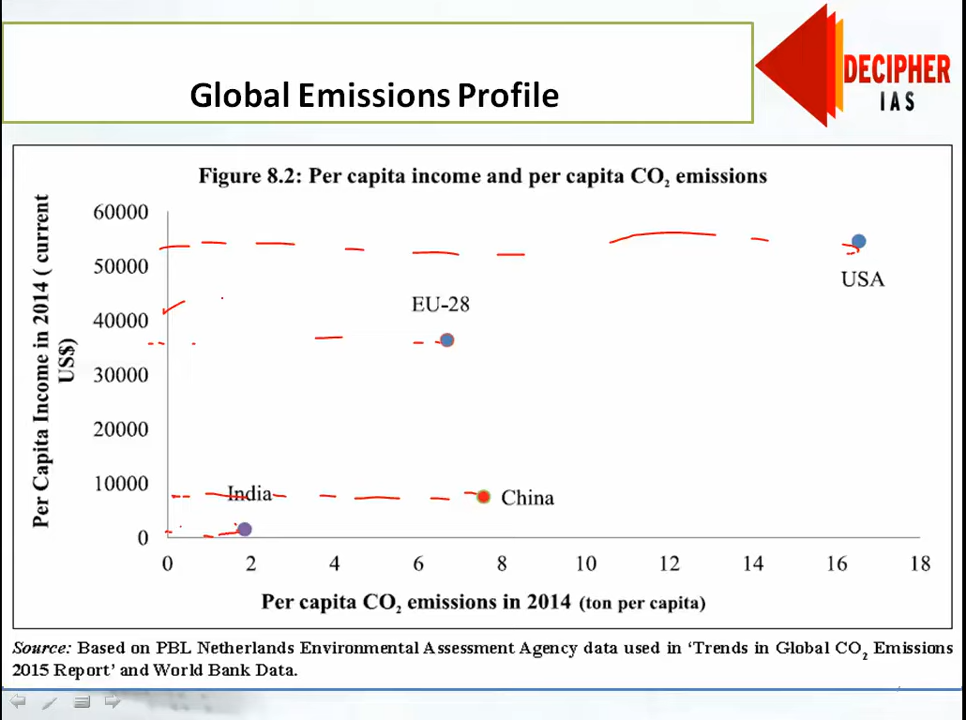 Global Emissions Profile
DECIPHER
IAS
Figure 8.2: Per capita income and per capita CO₂ emissions
Per Capita Income in 2014 ( current
US$)
60000
50000
40000
30000
20000
10000
0
USA
EU-28
India
China
0 2 4 6 8 10 12 14 16 18
Per capita CO₂ emissions in 2014 (ton per capita)
Source: Based on PBL Netherlands Environmental Assessment Agency data used in ‘Trends in Global CO₂ Emissions
2015 Report’ and World Bank Data.